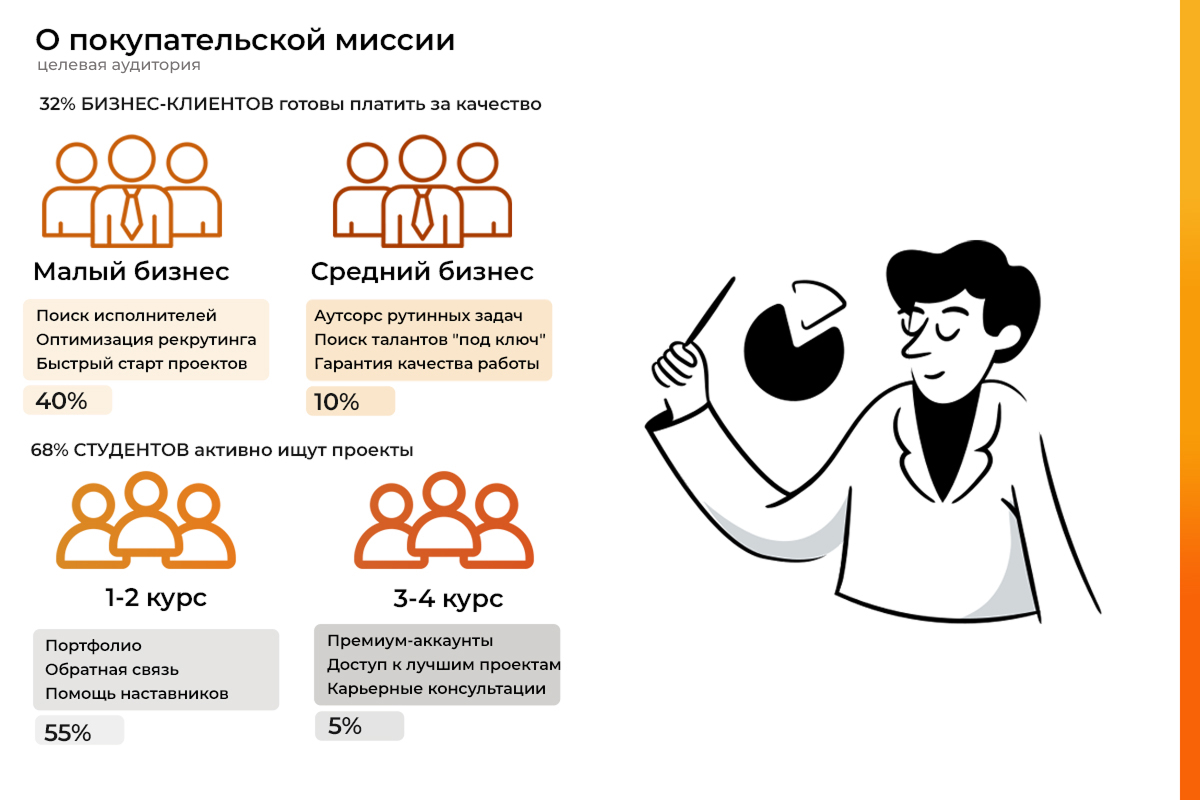 О покупательской миссии
целевая аудитория
32% БИЗНЕС-КЛИЕНТОВ готовы платить за качество
Малый бизнес
Средний бизнес
Поиск исполнителей
Оптимизация рекрутинга
Быстрый старт проектов
Аутсорс рутинных задач
Поиск талантов "под ключ"
Гарантия качества работы
40%
10%
68% СТУДЕНТОВ активно ищут проекты
1-2 курс
3-4 курс
Портфолио
Обратная связь
Помощь наставников
Премиум-аккаунты
Доступ к лучшим проектам
Карьерные консультации
55%
5%